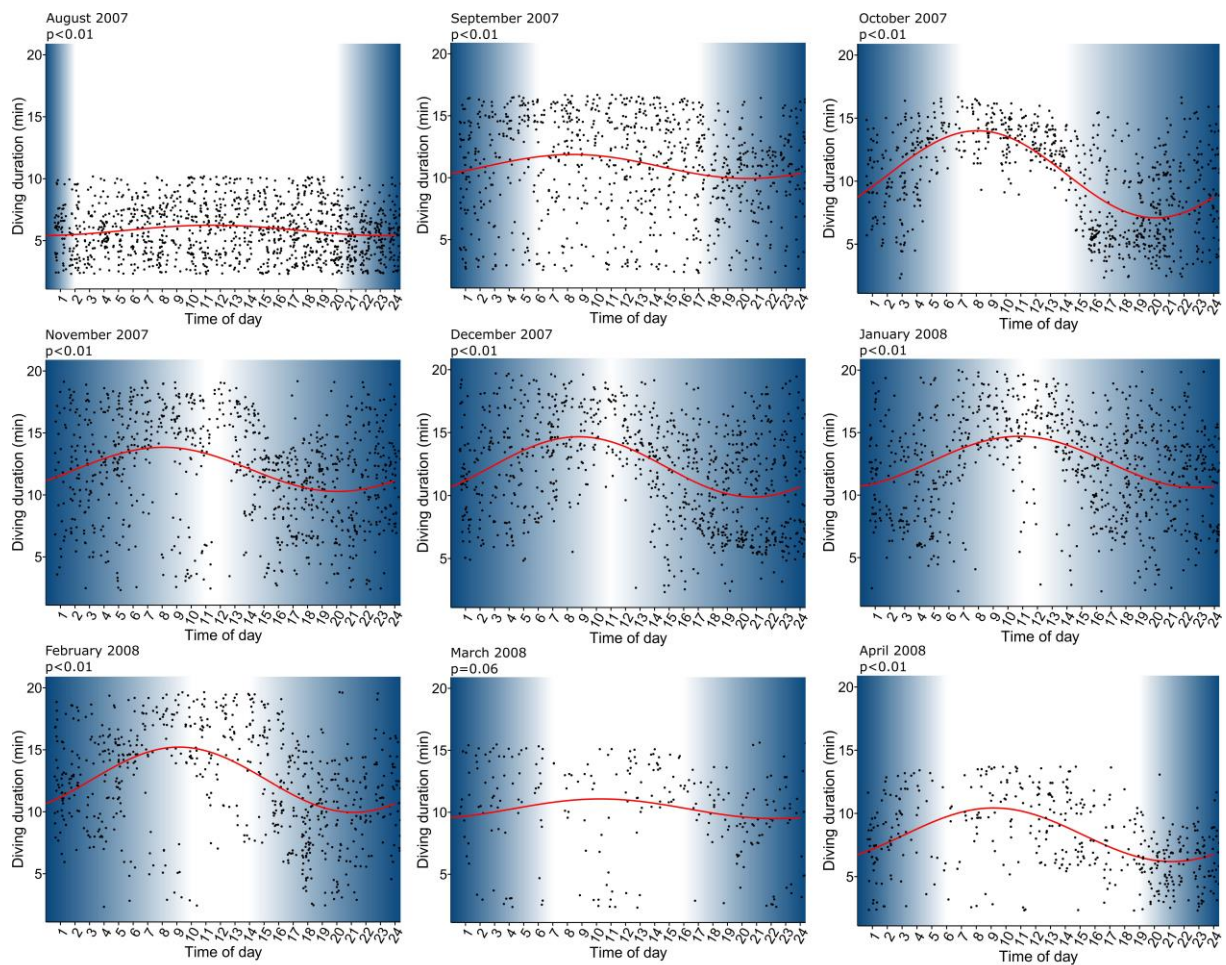 August 2007
p<0.01
Diving duration (min)
20
15
10
5
1 2 3 4 5 6 7 8 9 10 11 12 13 14 15 16 17 18 19 20 21 22 23 24
Time of day
September 2007
p<0.01
Diving duration (min)
20
15
10
5
1 2 3 4 5 6 7 8 9 10 11 12 13 14 15 16 17 18 19 20 21 22 23 24
Time of day
October 2007
p<0.01
Diving duration (min)
20
15
10
5
1 2 3 4 5 6 7 8 9 10 11 12 13 14 15 16 17 18 19 20 21 22 23 24
Time of day
November 2007
p<0.01
Diving duration (min)
20
15
10
5
1 2 3 4 5 6 7 8 9 10 11 12 13 14 15 16 17 18 19 20 21 22 23 24
Time of day
December 2007
p<0.01
Diving duration (min)
20
15
10
5
1 2 3 4 5 6 7 8 9 10 11 12 13 14 15 16 17 18 19 20 21 22 23 24
Time of day
January 2008
p<0.01
Diving duration (min)
20
15
10
5
1 2 3 4 5 6 7 8 9 10 11 12 13 14 15 16 17 18 19 20 21 22 23 24
Time of day
February 2008
p<0.01
Diving duration (min)
20
15
10
5
1 2 3 4 5 6 7 8 9 10 11 12 13 14 15 16 17 18 19 20 21 22 23 24
Time of day
March 2008
p=0.06
Diving duration (min)
20
15
10
5
1 2 3 4 5 6 7 8 9 10 11 12 13 14 15 16 17 18 19 20 21 22 23 24
Time of day
April 2008
p<0.01
Diving duration (min)
20
15
10
5
1 2 3 4 5 6 7 8 9 10 11 12 13 14 15 16 17 18 19 20 21 22 23 24
Time of day